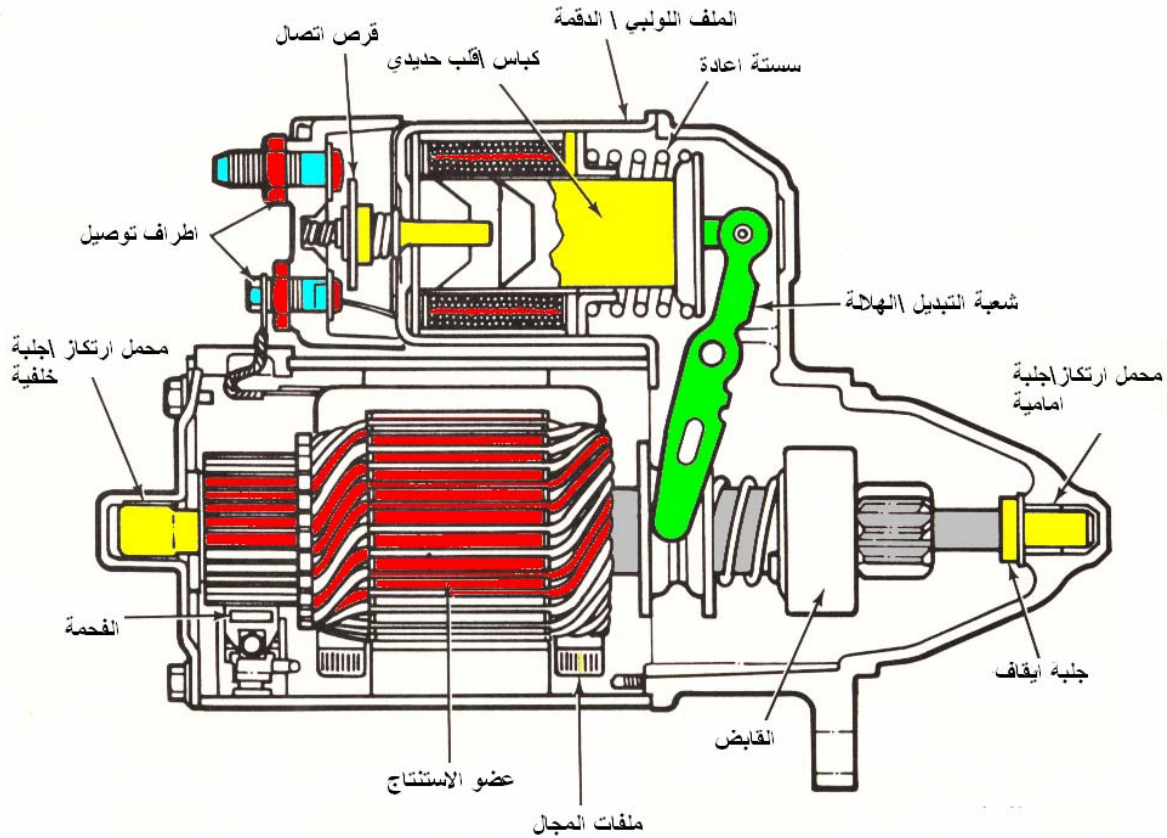 الملف اللولبي \ الدقمة
قرص اتصال
كباس \قلب حديدي
سستة اعادة
اطراف توصيل
شعبة التبديل \الهلالة
محمل ارتكاز \جلبة
خلفية
محمل ارتكاز\جلبة
امامية
الفحمة
جلبة ايقاف
القابض
عضو الاستنتاج
ملفات المجال